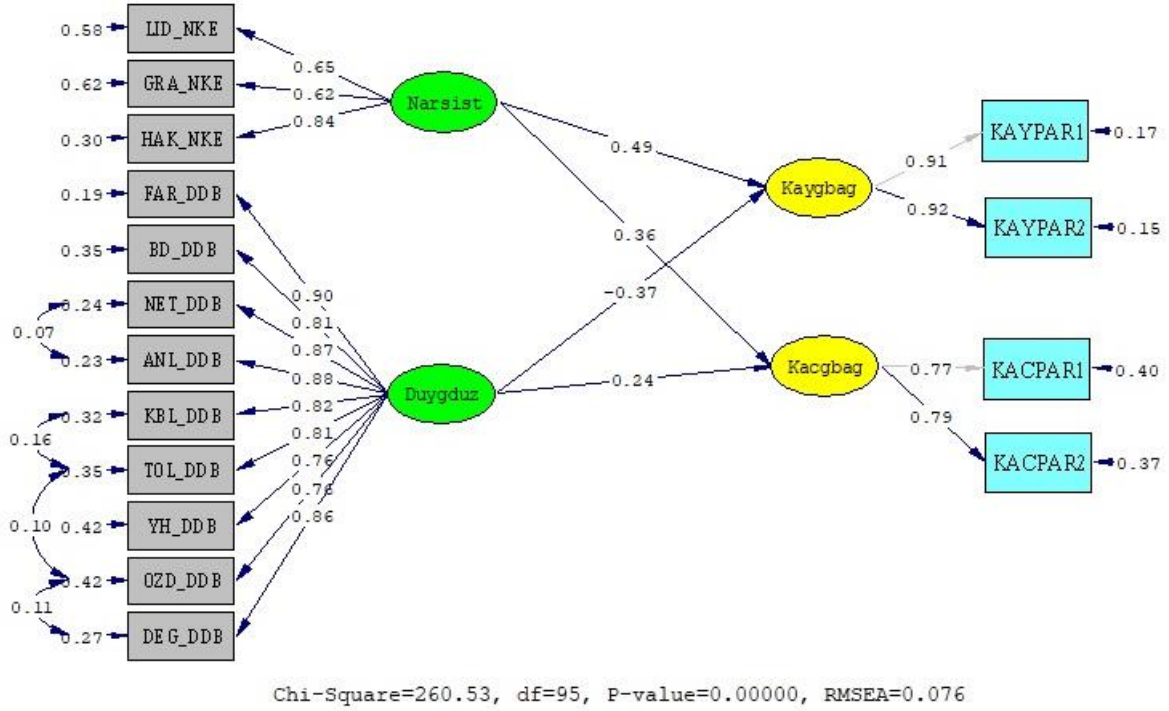 0.58 LID_NKE
0.65
0.62 GRA_NKE
0.62
0.84
0.30 HAK_NKE
0.19 FAR_DDB
0.35 BD_DDB
0.24 NET_DDB
0.07
0.23 ANL_DDB
0.32 KBL_DDB
0.16
0.35 TOL_DDB
0.10
0.42 YH_DDB
0.42 OZD_DDB
0.11
0.27 DEG_DDB
0.90
0.81
0.87
0.88
0.82
0.81
0.76
0.76
0.86
Narsist
Duygduz
0.49
0.36
-0.37
0.24
Kaygbag
Kacgbag
0.91
0.92
0.77
0.79
KAYPAR1 0.17
KAYPAR2 0.15
KACPAR1 0.40
KACPAR2 0.37
Chi-Square=260.53, df=95, P-value=0.00000, RMSEA=0.076